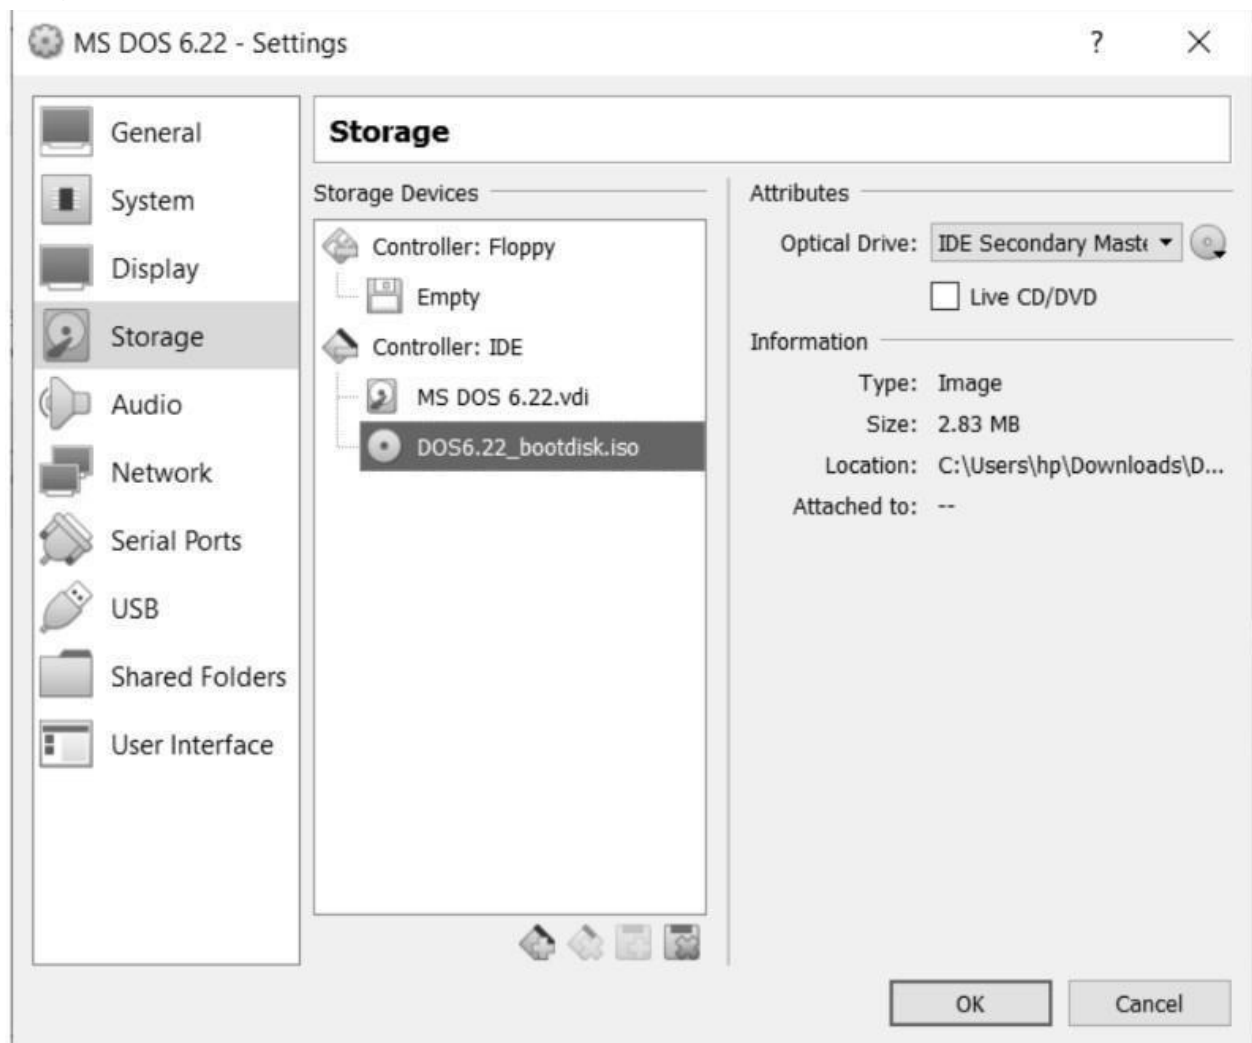 MS DOS 6.22 - Settings
?
General
System
Display
Storage
Audio
Network
Serial Ports
USB
Shared Folders
User Interface
Storage
Storage Devices
Controller: Floppy
Empty
Controller: IDE
MS DOS 6.22.vdi
DOS6.22_bootdisk.iso
Attributes
Optical Drive: IDE Secondary Maste
Live CD/DVD
Information
Type: Image
Size: 2.83 MB
Location: C:\Users\hp\Downloads\D...
Attached to: --
OK
Cancel